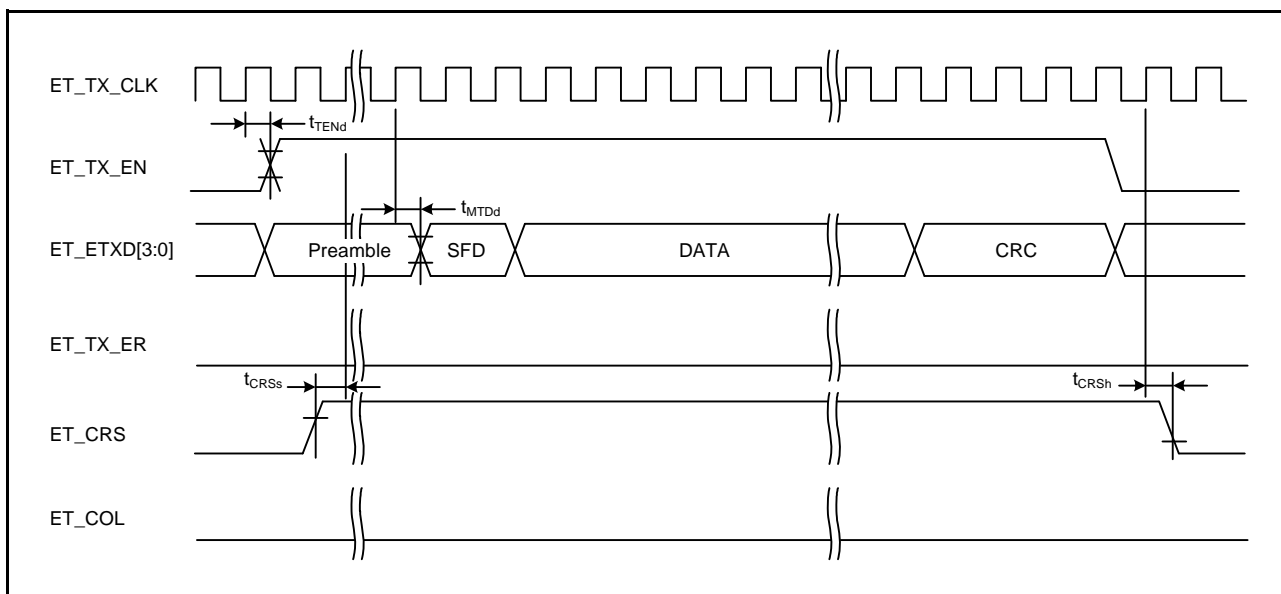 ET_TX_CLK
tTENd
ET_TX_EN
tMTDd
ET_ETXD[3:0]
Preamble
SFD
DATA
CRC
ET_TX_ER
tCRSs
tCRSh
ET_CRS
ET_COL